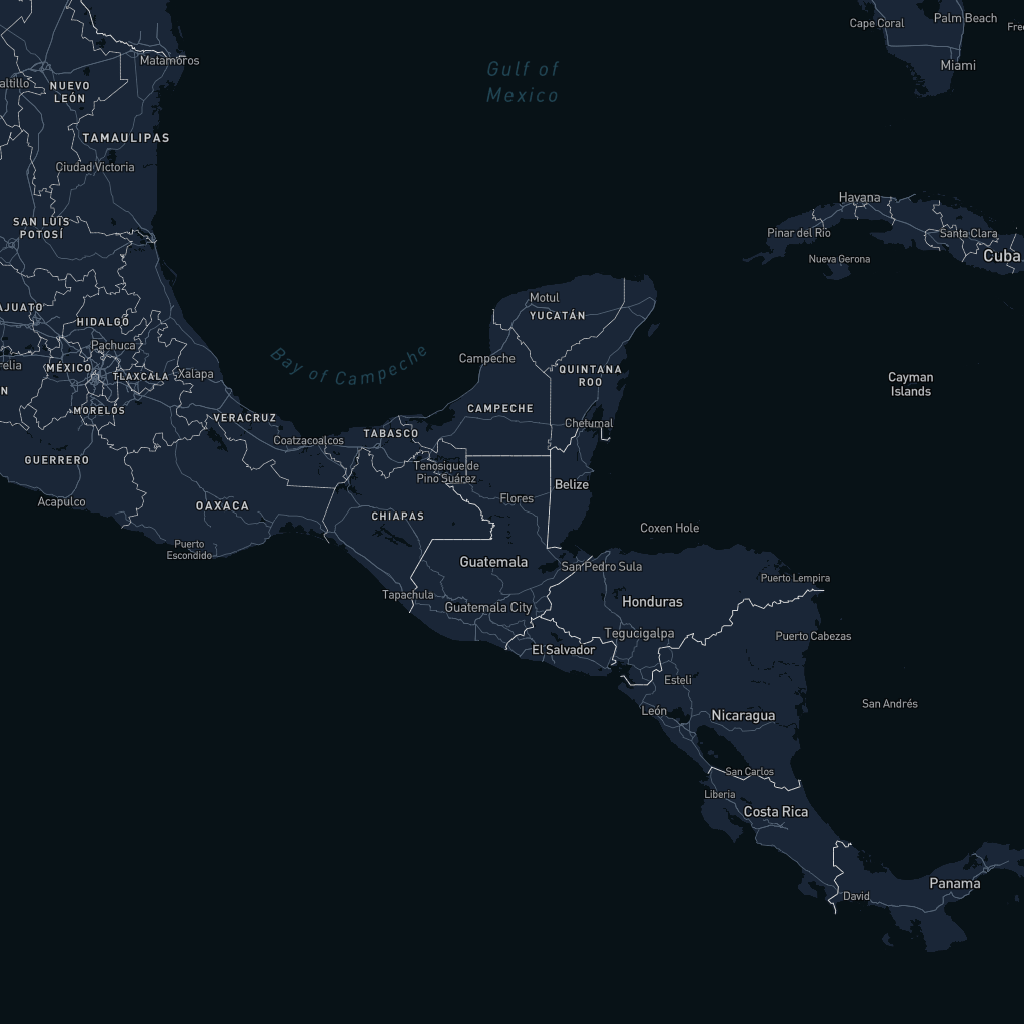 Cape Coral
Palm Beach
Fre
Miami
Gulf of
Mexico
Matamoros
altillo
NUEVO
LEÓN
TAMAULIPAS
Ciudad Victoria
SAN LUIS
POTOSÍ
Havana
Pinar del Río
Santa Clara
Nueva Gerona
Cuba
AJUATO
HIDALGO
Pachuca
relia
MÉXICO
TLAXCALA
Xalapa
N
MORELOS
VERACRUZ
Bay of Campeche
Motul
YUCATÁN
Campeche
QUINTANA
ROO
CAMPECHE
Chetumal
Cayman
Islands
TABASCO
Coatzacoalcos
GUERRERO
Acapulco
OAXACA
Puerto
Escondido
Tenosique de
Pino Suárez
Flores
Belize
CHIAPAS
Coxen Hole
Guatemala
San Pedro Sula
Tapachula
Guatemala City
Honduras
Puerto Lempira
Tegucigalpa
Puerto Cabezas
El Salvador
Esteli
León
Nicaragua
San Andrés
San Carlos
Liberia
Costa Rica
David
Panama